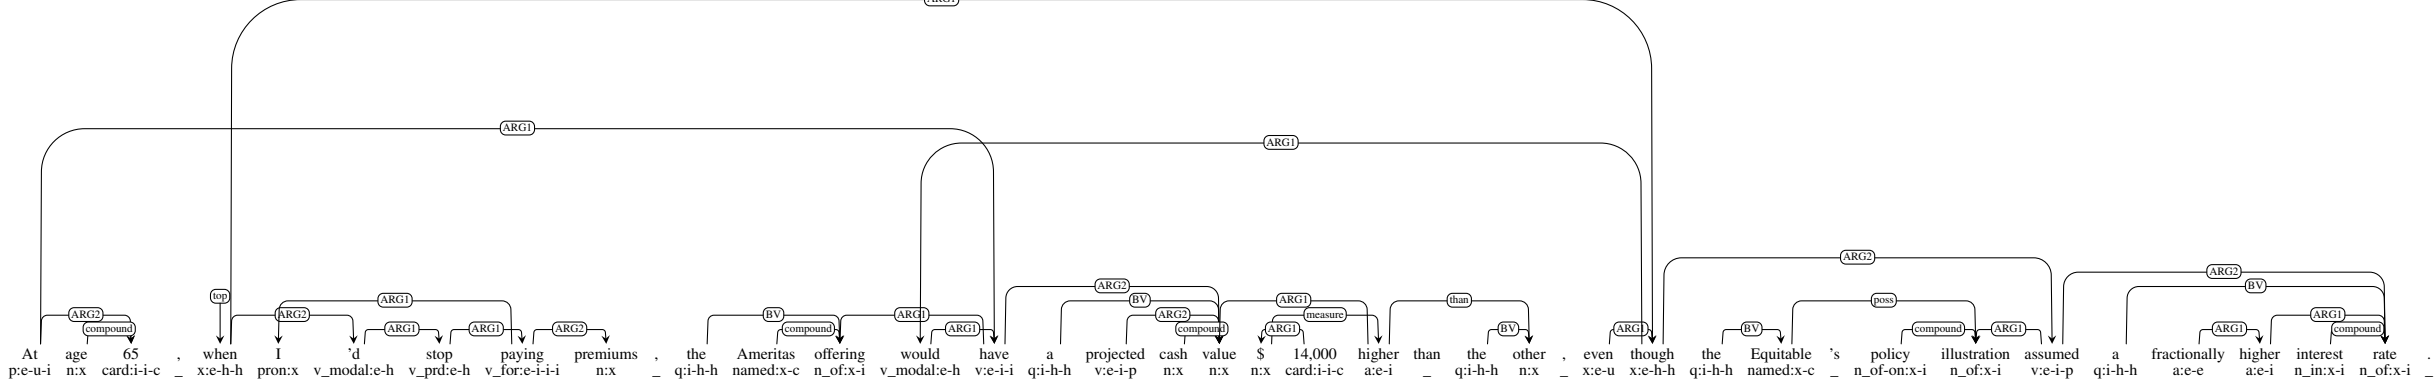 ARG1
ARG1
ARG1
ARG2
ARG2
top
ARG1
ARG2
BV
ARG1
than
poss
BV
ARG2
ARG2
BV
ARG1
ARG2
measure
ARG1
compound
ARG1
ARG1
ARG2
compound
ARG1
compound
ARG1
BV
ARG1
BV
compound
ARG1
ARG1
compound
At age 65 , when I 'd stop paying premiums , the Ameritas offering would have a projected cash value $ 14,000 higher than the other , even though the Equitable 's policy illustration assumed a fractionally higher interest rate .
p:e-u-i n:x card:i-i-c _ x:e-h-h pron:x v_modal:e-h v_prd:e-h v_for:e-i-i-i n:x _ q:i-h-h named:x-c n_of:x-i v_modal:e-h v:e-i-i q:i-h-h v:e-i-p n:x n:x n:x card:i-i-c a:e-i _ q:i-h-h n:x _ x:e-u x:e-h-h q:i-h-h named:x-c _ n_of-on:x-i n_of:x-i v:e-i-p q:i-h-h a:e-e a:e-i n_in:x-i n_of:x-i _